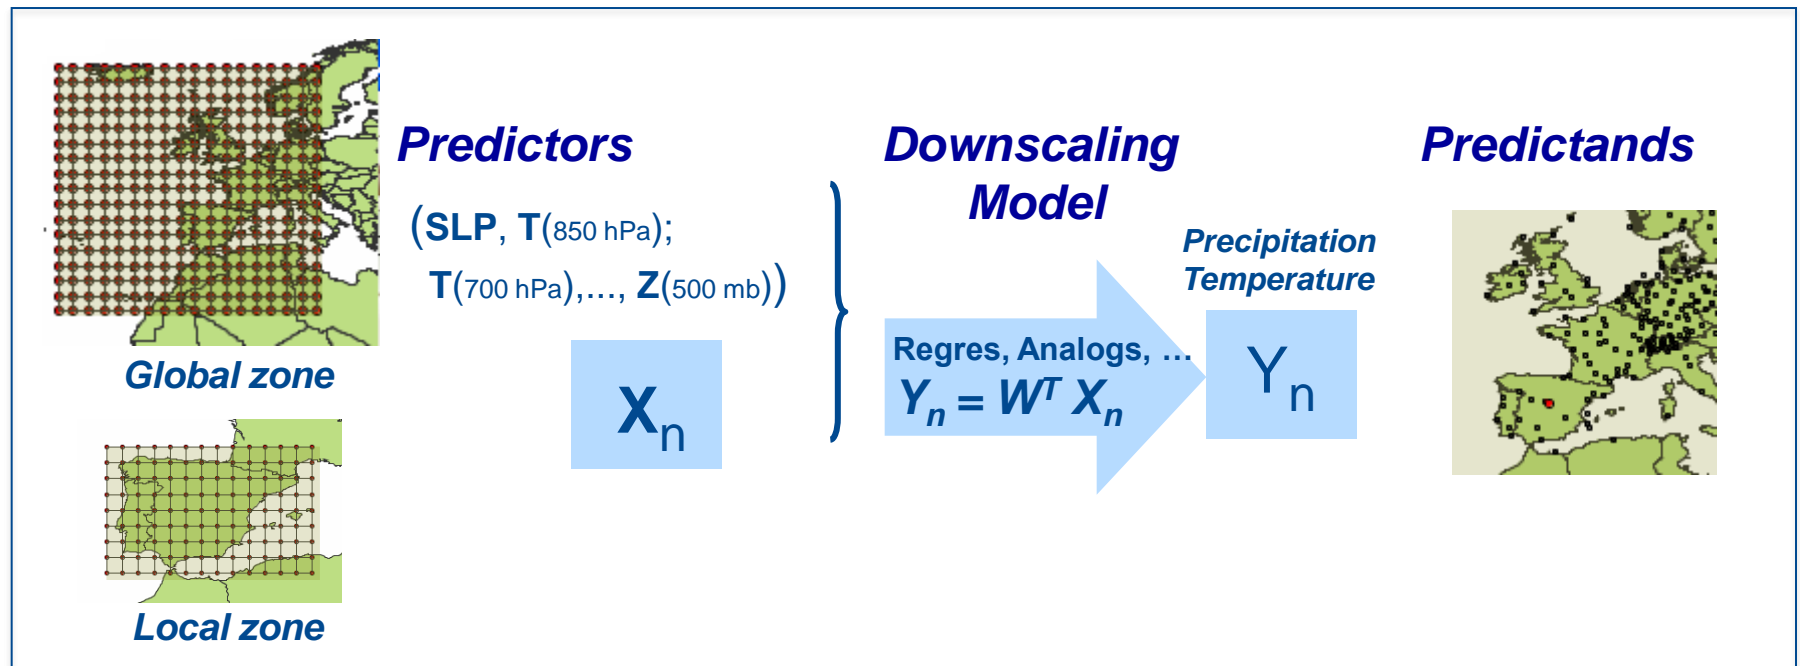 Predictors
(SLP, T(850 hPa);
T(700 hPa),..., Z(500 mb))
Xn
Global zone
Local zone
Downscaling
Model
Regres, Analogs, …
Yn = WT Xn
Precipitation
Temperature
Yn
Predictands